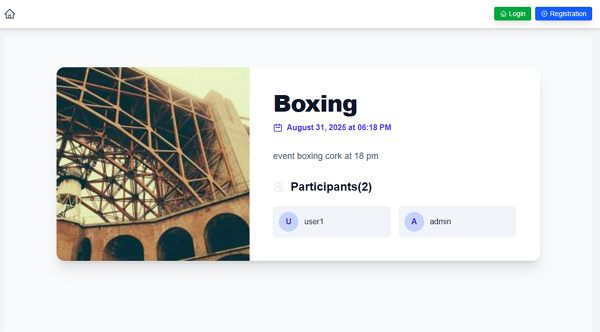 Login
Registration
Boxing
August 31, 2025 at 06:18 PM
event boxing cork at 18 pm
Participants(2)
U user1
A admin